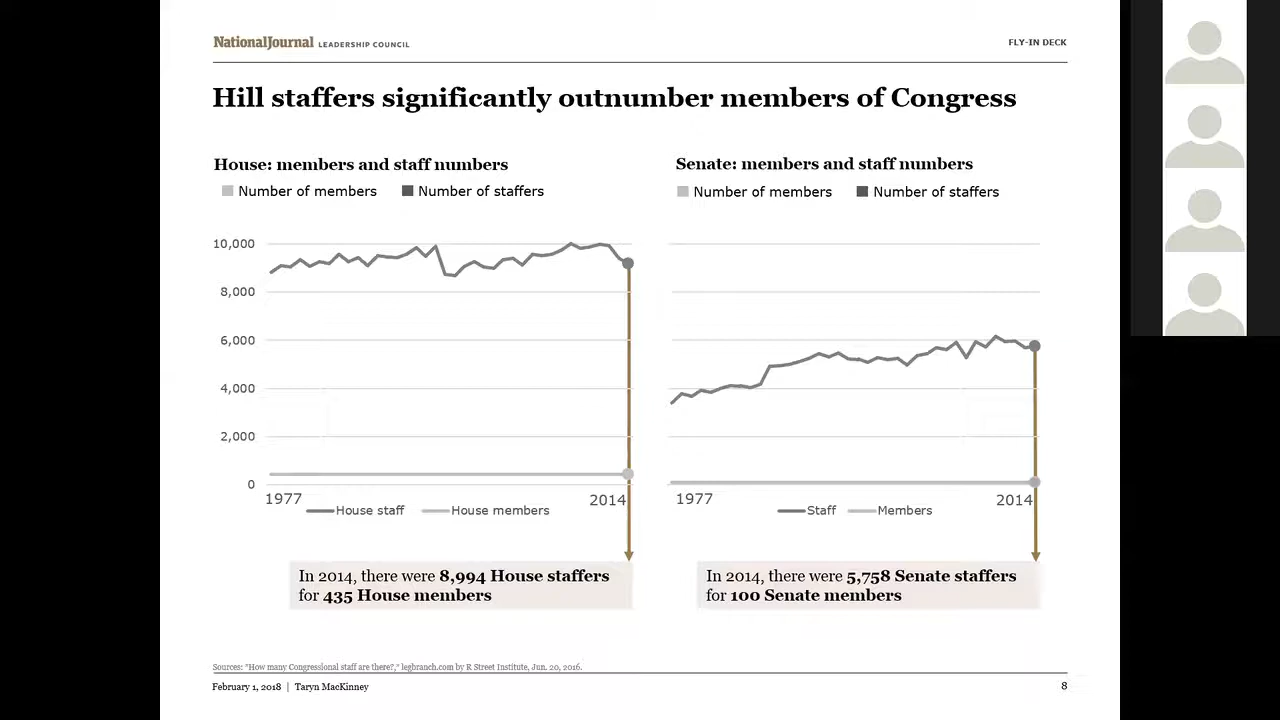 NationalJournal LEADERSHIP COUNCIL
FLY-IN DECK
Hill staffers significantly outnumber members of Congress
House: members and staff numbers
Number of members Number of staffers
10,000
8,000
6,000
4,000
2,000
0
1977 2014
House staff House members
In 2014, there were 8,994 House staffers
for 435 House members
Senate: members and staff numbers
Number of members Number of staffers
1977 2014
Staff Members
In 2014, there were 5,758 Senate staffers
for 100 Senate members
Sources: "How many Congressional staff are there?," legbranch.com by R Street Institute, Jun. 20, 2016.
February 1, 2018 | Taryn MacKinney
8